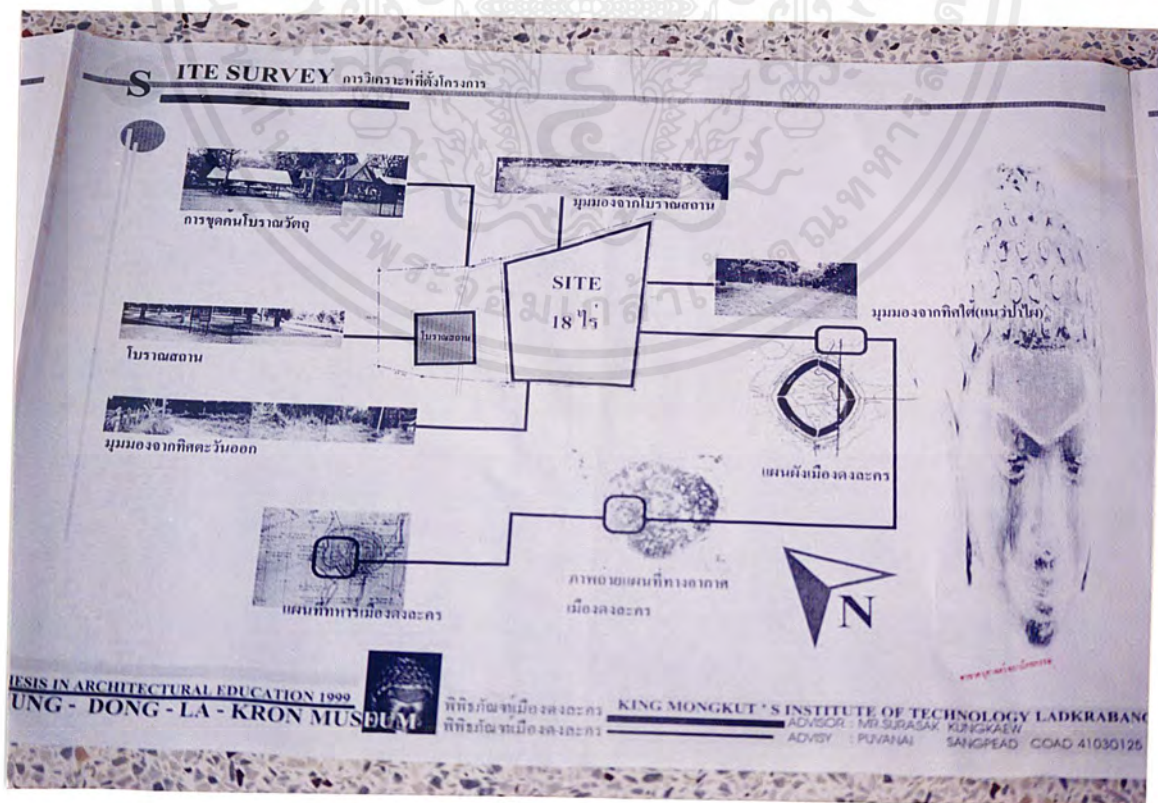 SITE SURVEY การวิเคราะห์ที่ตั้งโครงการ
การขุดค้นโบราณวัตถุ
มุมมองจากโบราณสถาน
SITE
18 ไร่
มุมมองจากทิศใต้(แนวป่าไผ่)
โบราณสถาน
โบราณสถาน
มุมมองจากทิศตะวันออก
แผนผังเมืองดงละคร
ภาพถ่ายแผนที่ทางอากาศ
เมืองดงละคร
แผนที่ทหารเมืองดงละคร
N
IESIS IN ARCHITECTURAL EDUCATION 1999
UNG - DONG - LA - KRON MUSEUM
พิพิธภัณฑ์เมืองดงละคร
พิพิธภัณฑ์เมืองดงละคร
KING MONGKUT 'S INSTITUTE OF TECHNOLOGY LADKRABANG
ADVISOR : MR.SURASAK KUNGKAEW
ADVISY : PUVANAI SANGPEAD COAD 41030125